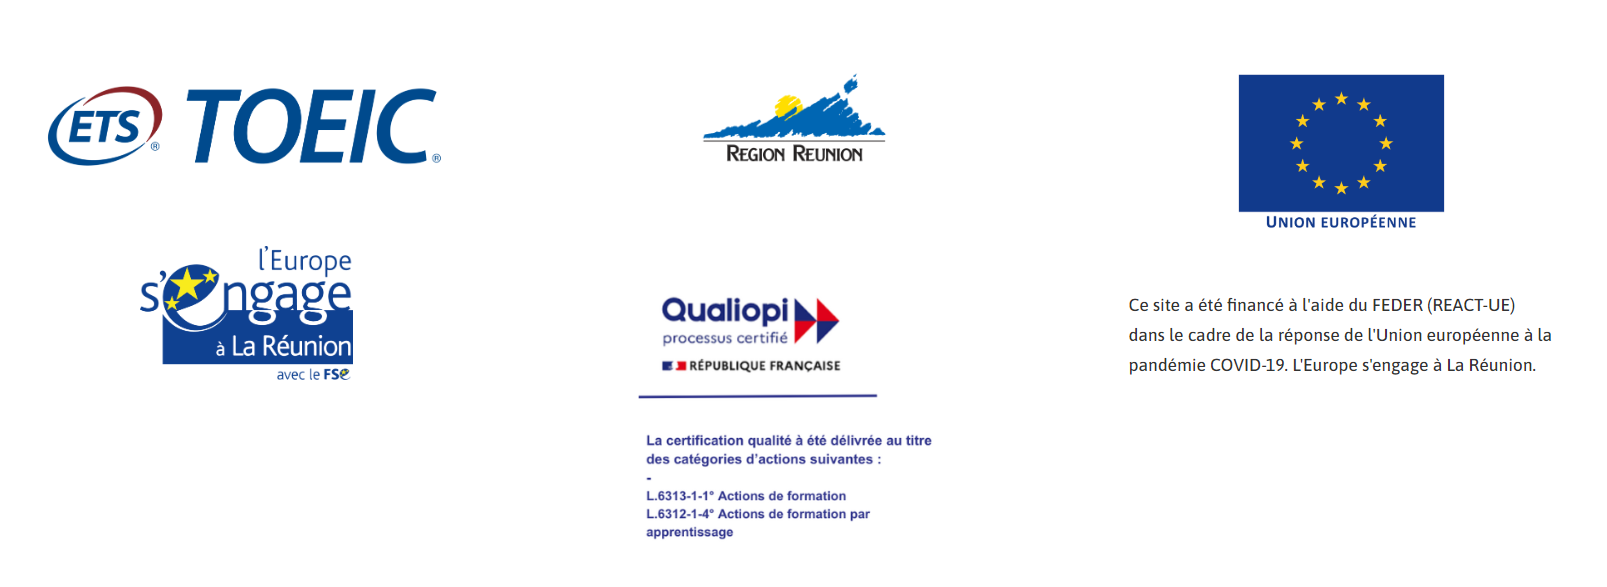 ETS ® TOEIC ®
REGION REUNION
UNION EUROPÉENNE
l'Europe
s'engage
à La Réunion
avec le FSE
Qualiopi
processus certifié
RÉPUBLIQUE FRANÇAISE
La certification qualité à été délivrée au titre
des catégories d'actions suivantes :
-
L.6313-1-1° Actions de formation
L.6312-1-4° Actions de formation par
apprentissage
Ce site a été financé à l'aide du FEDER (REACT-UE)
dans le cadre de la réponse de l'Union européenne à la
pandémie COVID-19. L'Europe s'engage à La Réunion.